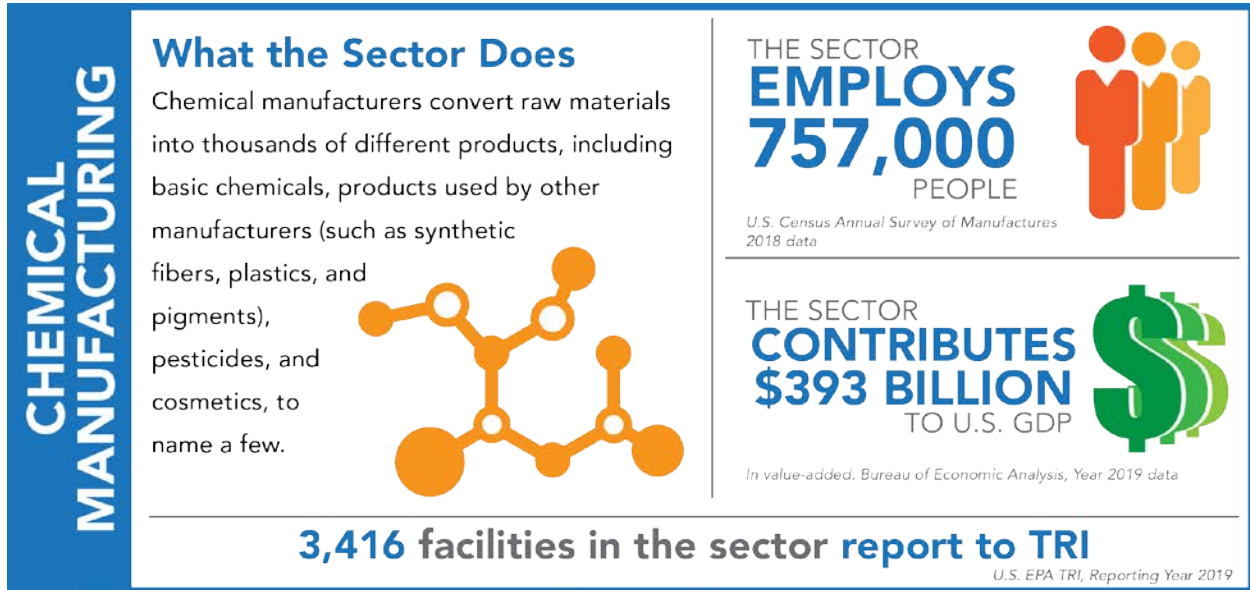 CHEMICAL
MANUFACTURING
What the Sector Does
Chemical manufacturers convert raw materials
into thousands of different products, including
basic chemicals, products used by other
manufacturers (such as synthetic
fibers, plastics, and
pigments),
pesticides, and
cosmetics, to
name a few.
THE SECTOR
EMPLOYS
757,000
PEOPLE
U.S. Census Annual Survey of Manufactures
2018 data
THE SECTOR
CONTRIBUTES
$393 BILLION
TO U.S. GDP
In value-added. Bureau of Economic Analysis, Year 2019 data
3,416 facilities in the sector report to TRI
U.S. EPA TRI, Reporting Year 2019